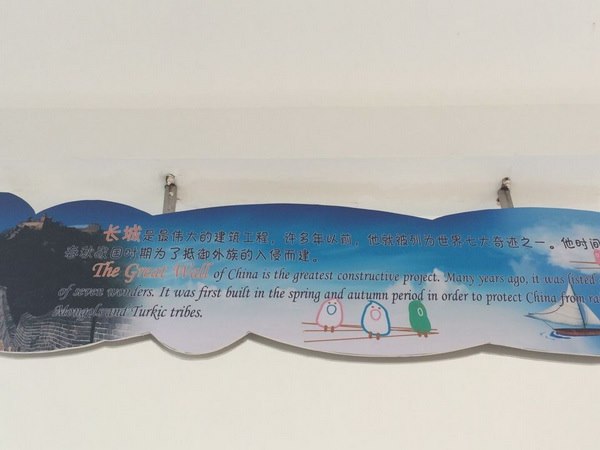 长城是最伟大的建筑工程，许多年以前，他就被列为世界七大奇迹之一。他时间
春秋战国时期为了抵御外族的入侵而建。
The Great Wall of China is the greatest constructive project. Many years ago, it was listed
of seven wonders. It was first built in the spring and autumn period in order to protect China from ra
Mongols and Turkic tribes.